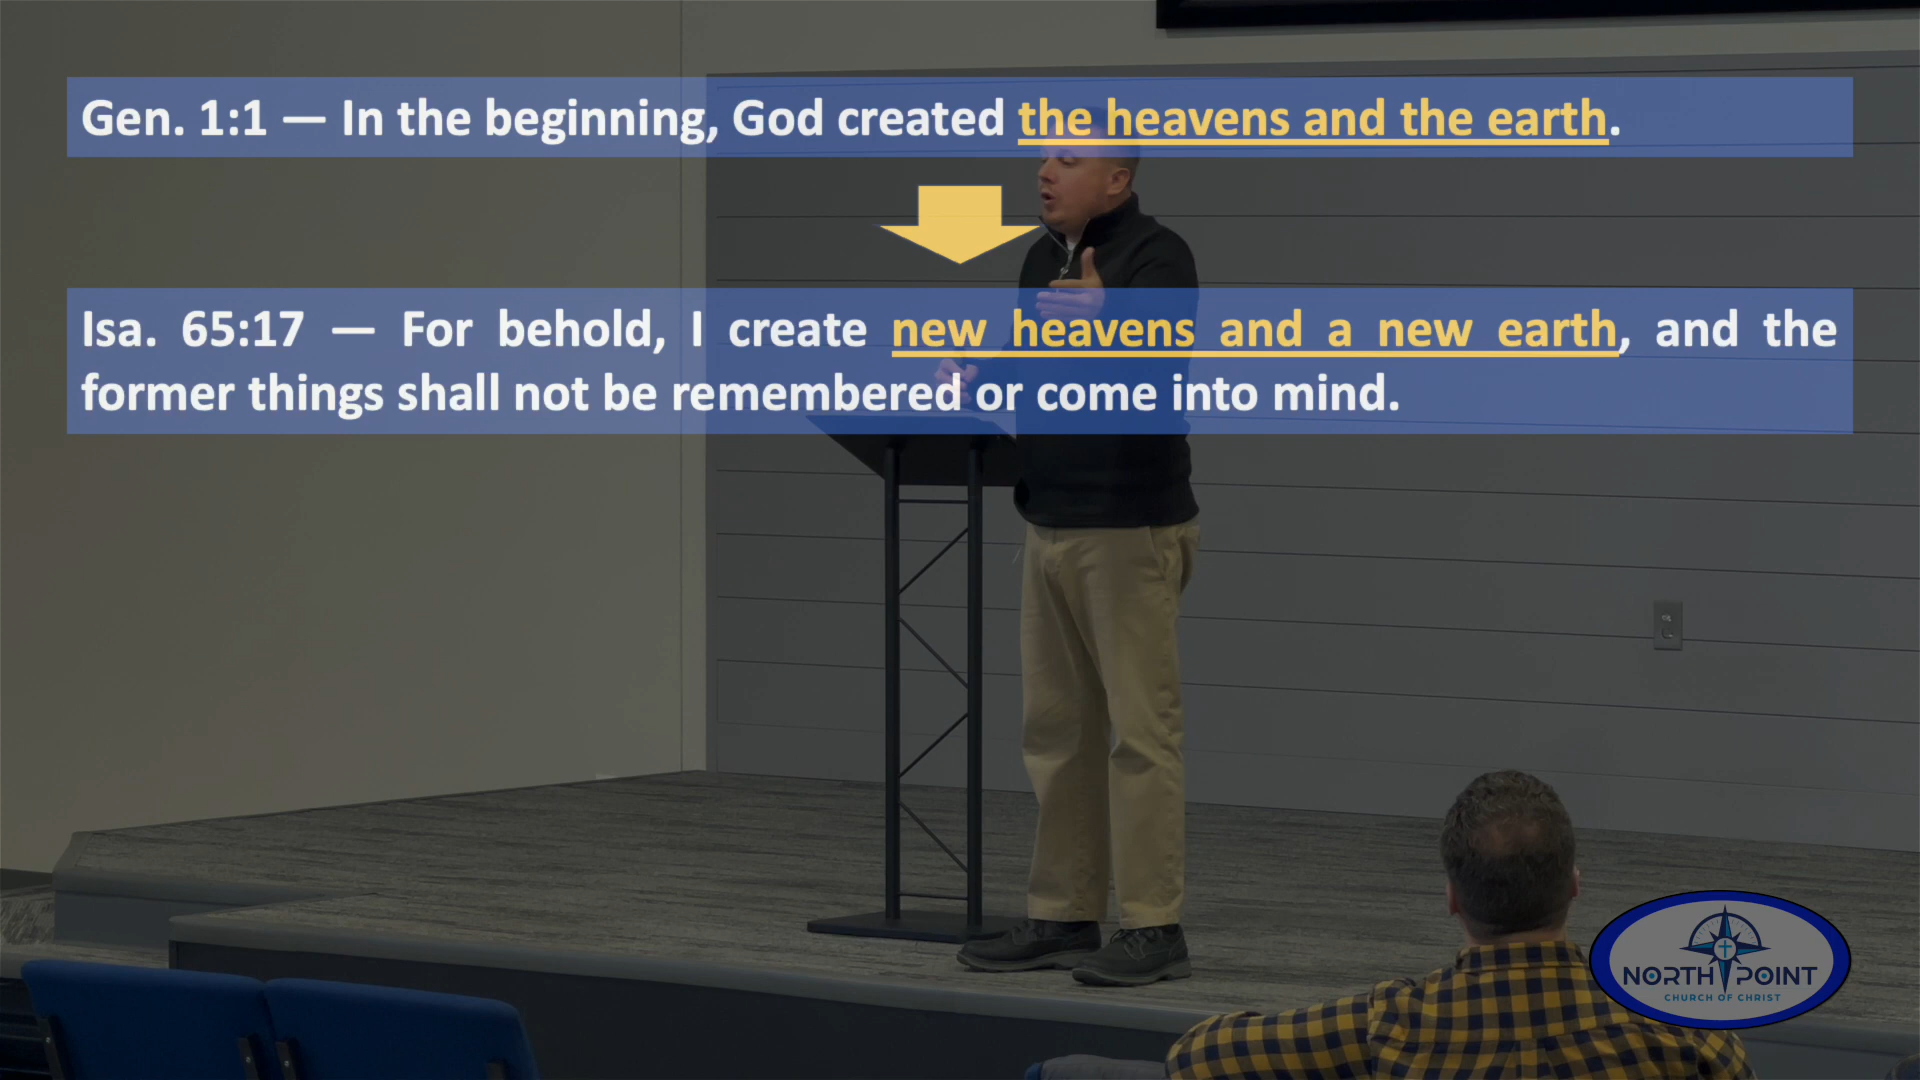 Gen. 1:1 — In the beginning, God created the heavens and the earth.
Isa. 65:17 — For behold, I create new heavens and a new earth, and the
former things shall not be remembered or come into mind.
NORTH POINT
CHURCH OF CHRIST